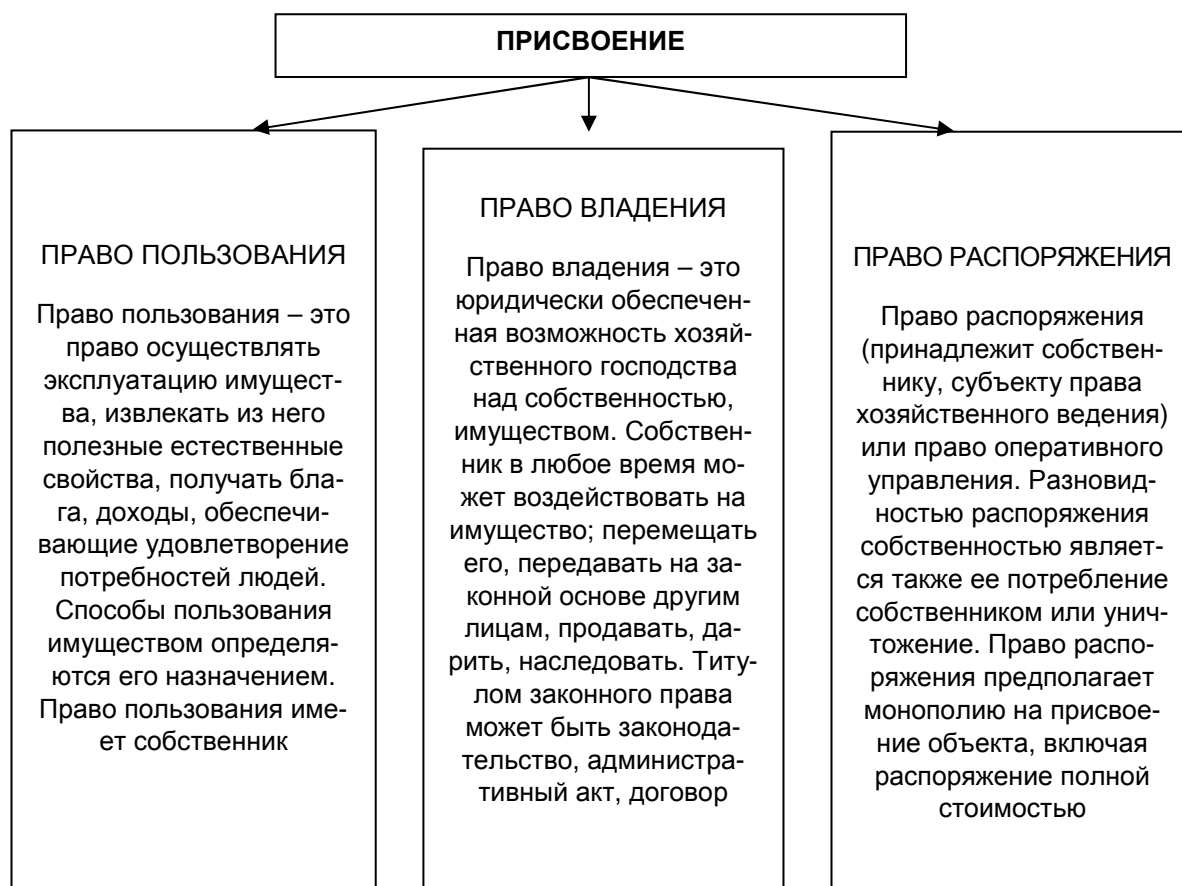 ПРИСВОЕНИЕ
ПРАВО ПОЛЬЗОВАНИЯ
Право пользования – это
право осуществлять
эксплуатацию имущест-
ва, извлекать из него
полезные естественные
свойства, получать бла-
га, доходы, обеспечи-
вающие удовлетворение
потребностей людей.
Способы пользования
имуществом определя-
ются его назначением.
Право пользования име-
ет собственник
ПРАВО ВЛАДЕНИЯ
Право владения – это
юридически обеспечен-
ная возможность хозяй-
ственного господства
над собственностью,
имуществом. Собствен-
ник в любое время мо-
жет воздействовать на
имущество; перемещать
его, передавать на за-
конной основе другим
лицам, продавать, да-
рить, наследовать. Титу-
лом законного права
может быть законода-
тельство, администра-
тивный акт, договор
ПРАВО РАСПОРЯЖЕНИЯ
Право распоряжения
(принадлежит собствен-
нику, субъекту права
хозяйственного ведения)
или право оперативного
управления. Разновид-
ностью распоряжения
собственностью являет-
ся также ее потребление
собственником или унич-
тожение. Право распо-
ряжения предполагает
монополию на присвое-
ние объекта, включая
распоряжение полной
стоимостью